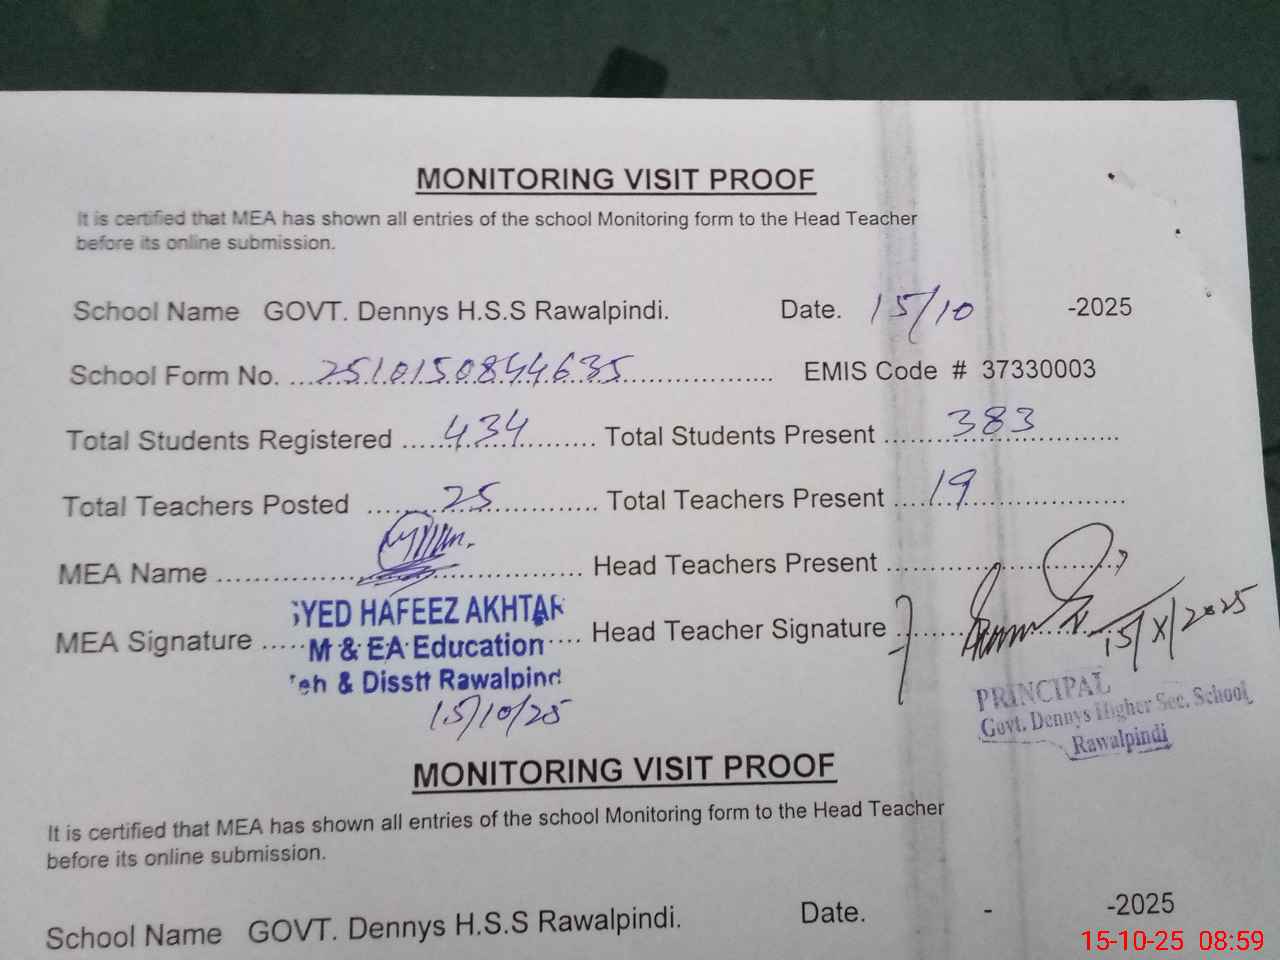 MONITORING VISIT PROOF
It is certified that MEA has shown all entries of the school Monitoring form to the Head Teacher
before its online submission.
School Name GOVT. Dennys H.S.S Rawalpindi. Date. 15/10 -2025
School Form No. ...2510150844635................... EMIS Code # 37330003
Total Students Registered ......434.......... Total Students Present ......383............
Total Teachers Posted ......25............ Total Teachers Present ....19....................
MEA Name ........................................ Head Teachers Present ..............................
MEA Signature ..... SYED HAFEEZ AKHTAR .... Head Teacher Signature .................... 15/X/2025
M & EA Education
Teh & Disstt Rawalpindi
15/10/25
PRINCIPAL
Govt. Dennys Higher Sec. School
Rawalpindi
MONITORING VISIT PROOF
It is certified that MEA has shown all entries of the school Monitoring form to the Head Teacher
before its online submission.
School Name GOVT. Dennys H.S.S Rawalpindi. Date. - -2025
15-10-25 08:59